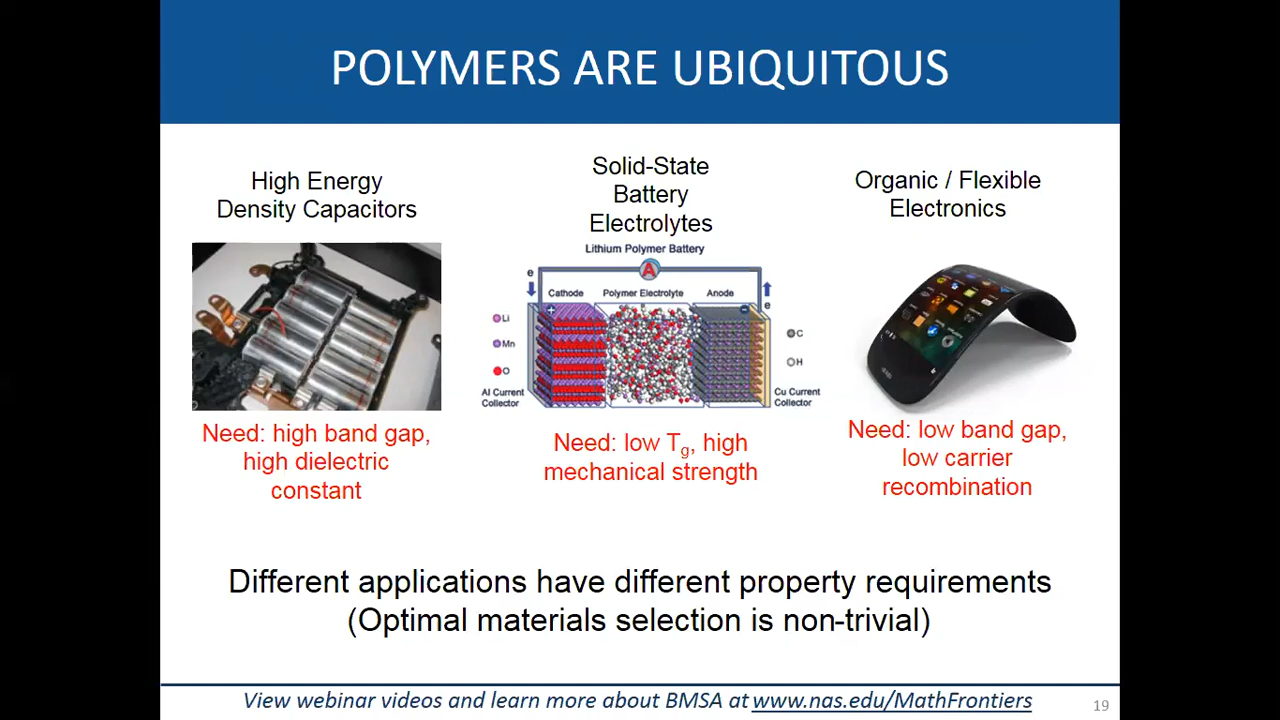 POLYMERS ARE UBIQUITOUS
High Energy
Density Capacitors
Need: high band gap,
high dielectric
constant
Solid-State
Battery
Electrolytes
Lithium Polymer Battery
A
e
e
Cathode
Polymer Electrolyte
Anode
+
−
Li
Mn
O
C
H
Al Current
Collector
Cu Current
Collector
Need: low Tg, high
mechanical strength
Organic / Flexible
Electronics
Need: low band gap,
low carrier
recombination
Different applications have different property requirements
(Optimal materials selection is non-trivial)
View webinar videos and learn more about BMSA at www.nas.edu/MathFrontiers
19